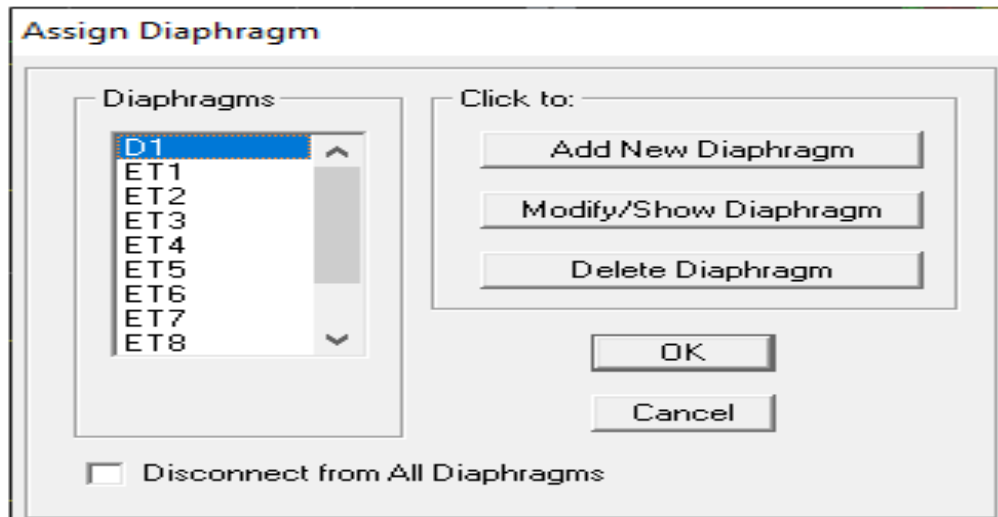 Assign Diaphragm
Diaphragms
D1
ET1
ET2
ET3
ET4
ET5
ET6
ET7
ET8
Click to:
Add New Diaphragm
Modify/Show Diaphragm
Delete Diaphragm
OK
Cancel
Disconnect from All Diaphragms